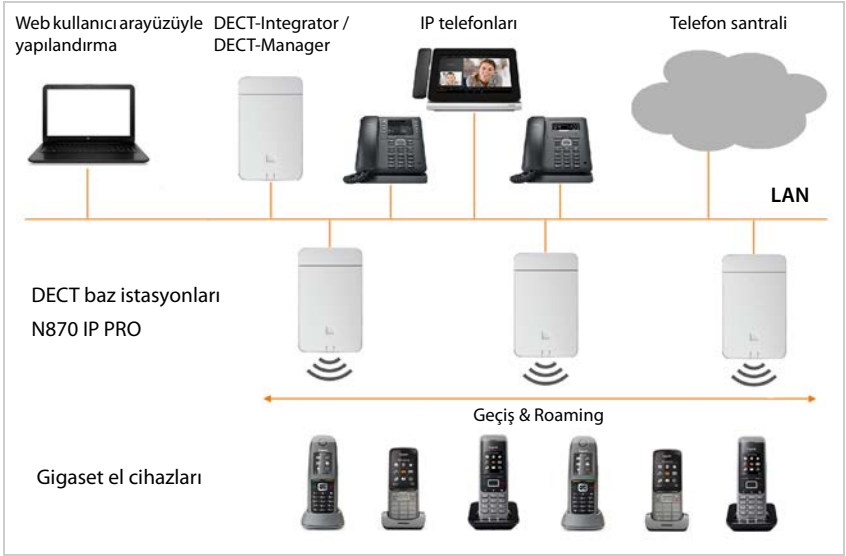 Web kullanıcı arayüzüyle
yapılandırma
DECT-Integrator /
DECT-Manager
IP telefonları
Telefon santrali
LAN
DECT baz istasyonları
N870 IP PRO
Geçiş & Roaming
Gigaset el cihazları